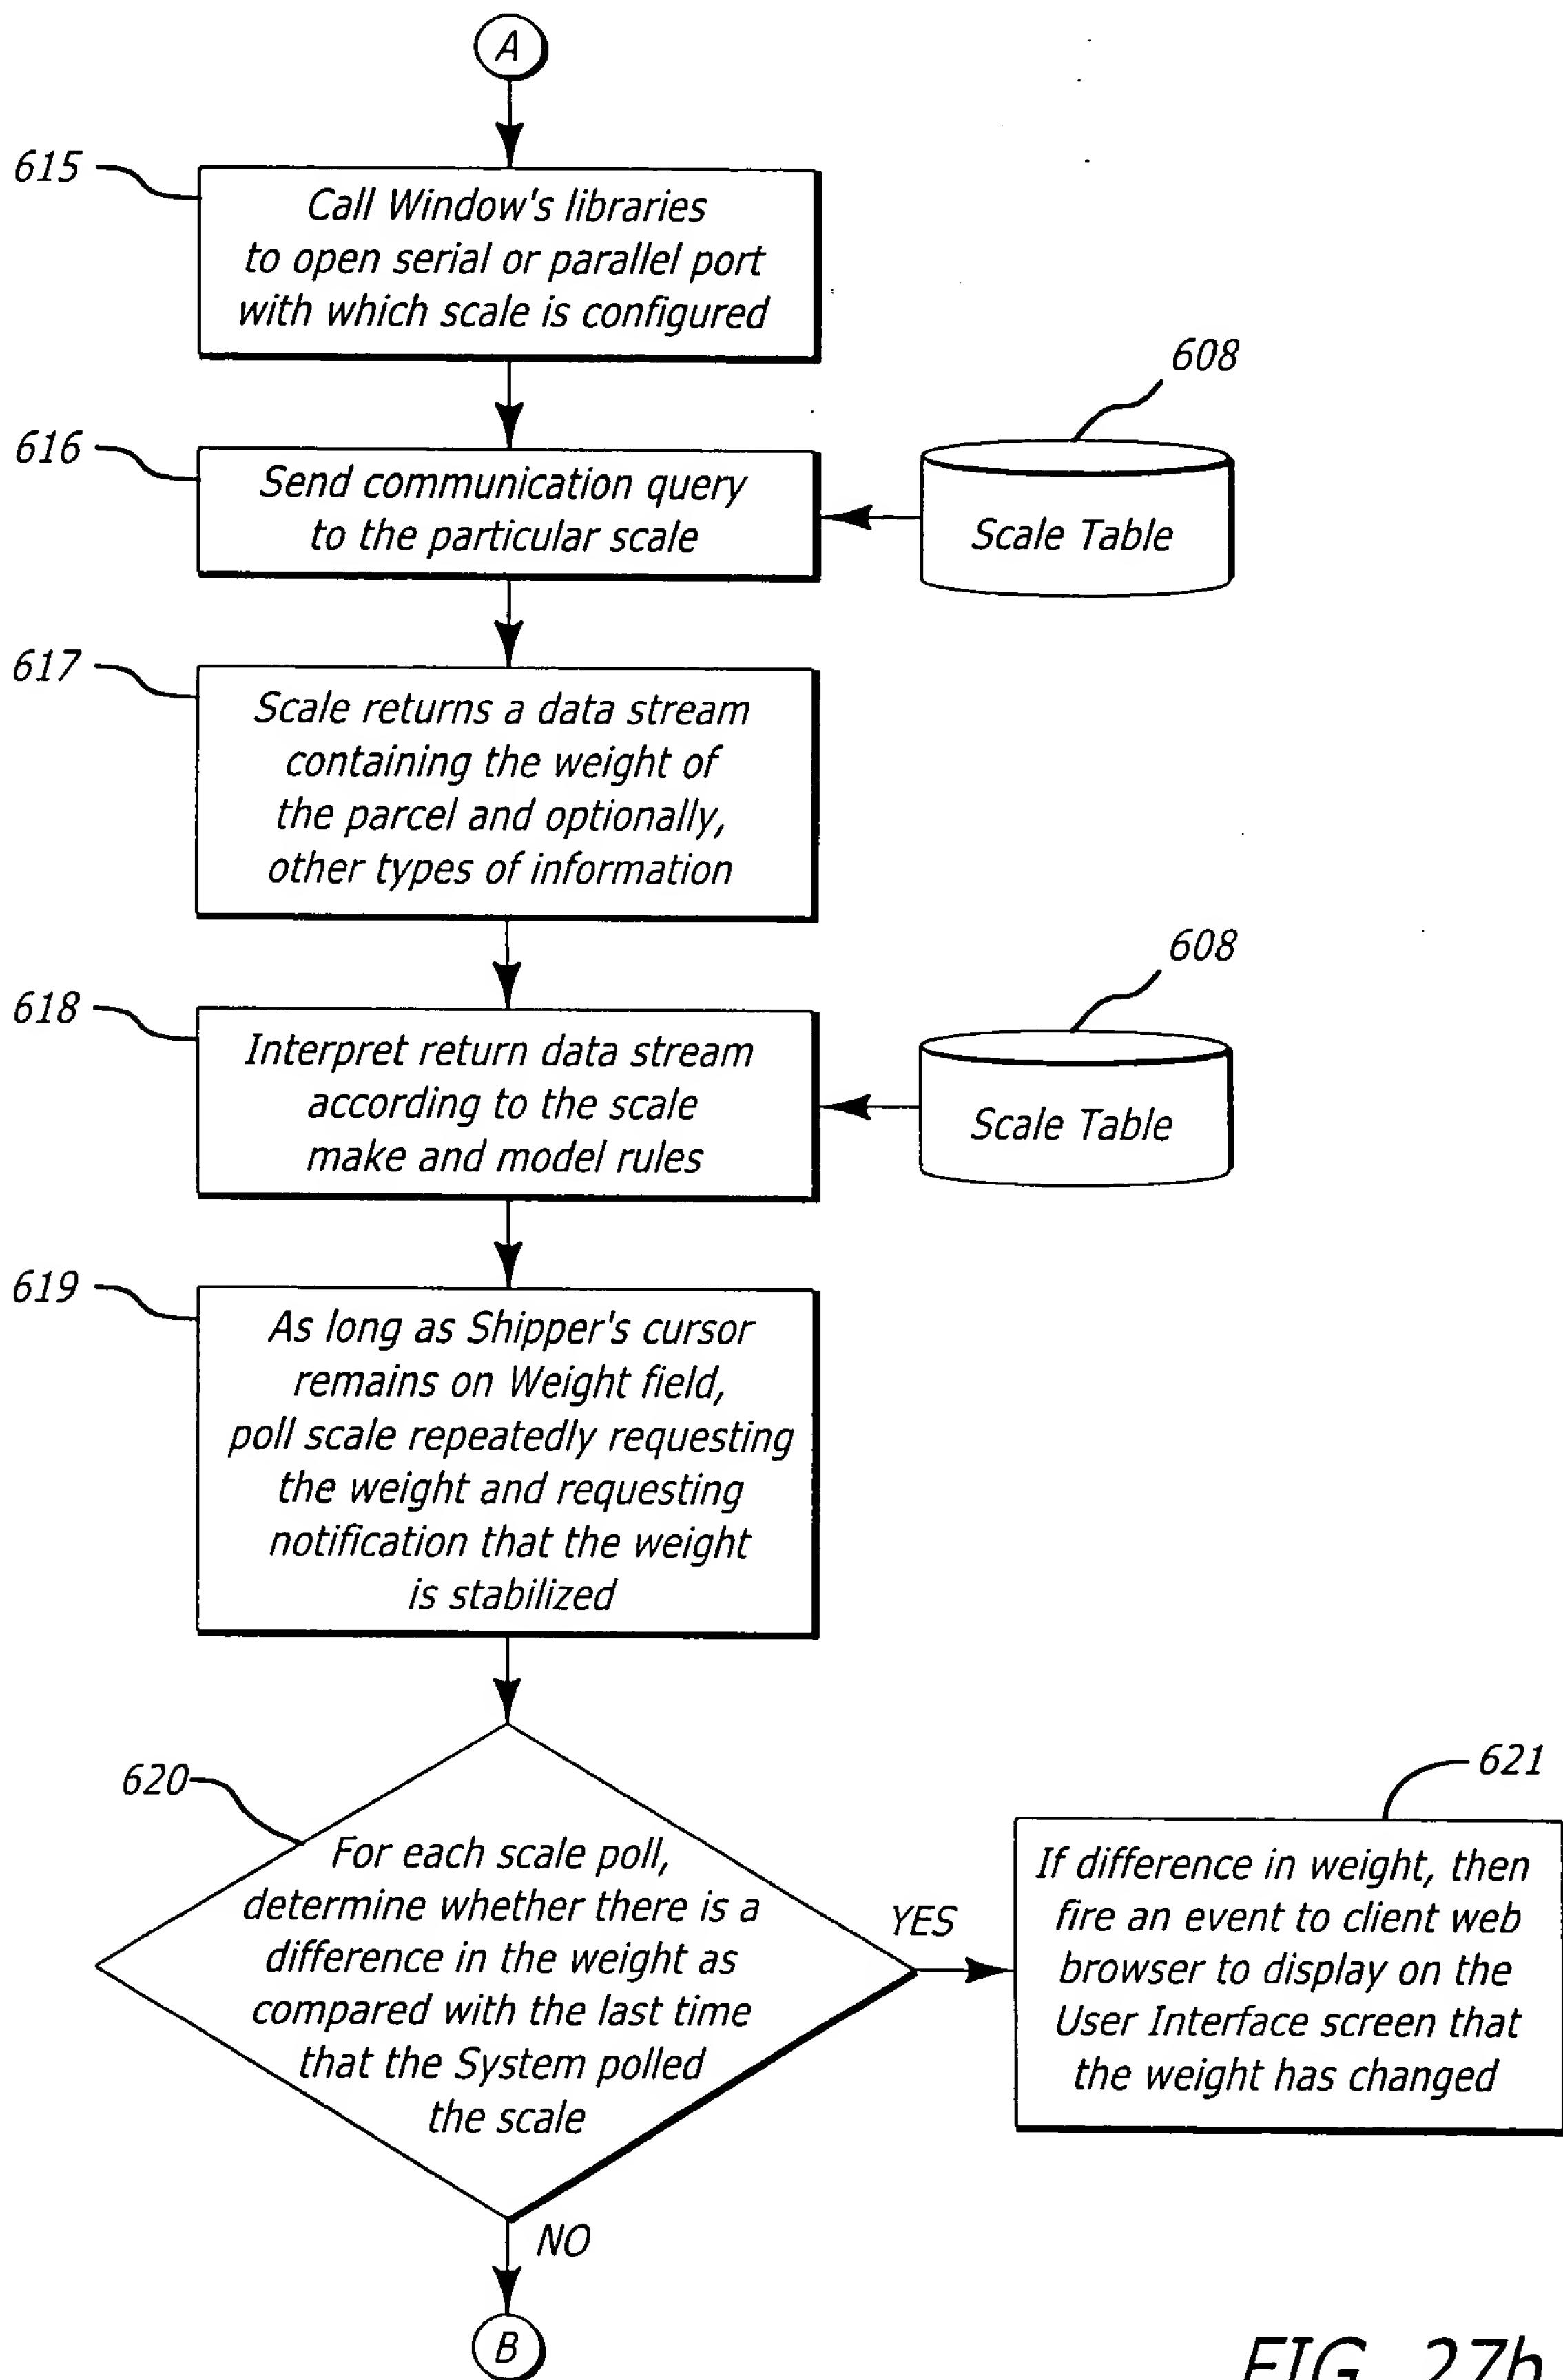 A
615
Call Window's libraries
to open serial or parallel port
with which scale is configured
608
616
Send communication query
to the particular scale
Scale Table
617
Scale returns a data stream
containing the weight of
the parcel and optionally,
other types of information
608
618
Interpret return data stream
according to the scale
make and model rules
Scale Table
619
As long as Shipper's cursor
remains on Weight field,
poll scale repeatedly requesting
the weight and requesting
notification that the weight
is stabilized
620
For each scale poll,
determine whether there is a
difference in the weight as
compared with the last time
that the System polled
the scale
YES
621
If difference in weight, then
fire an event to client web
browser to display on the
User Interface screen that
the weight has changed
NO
B
FIG. 27b